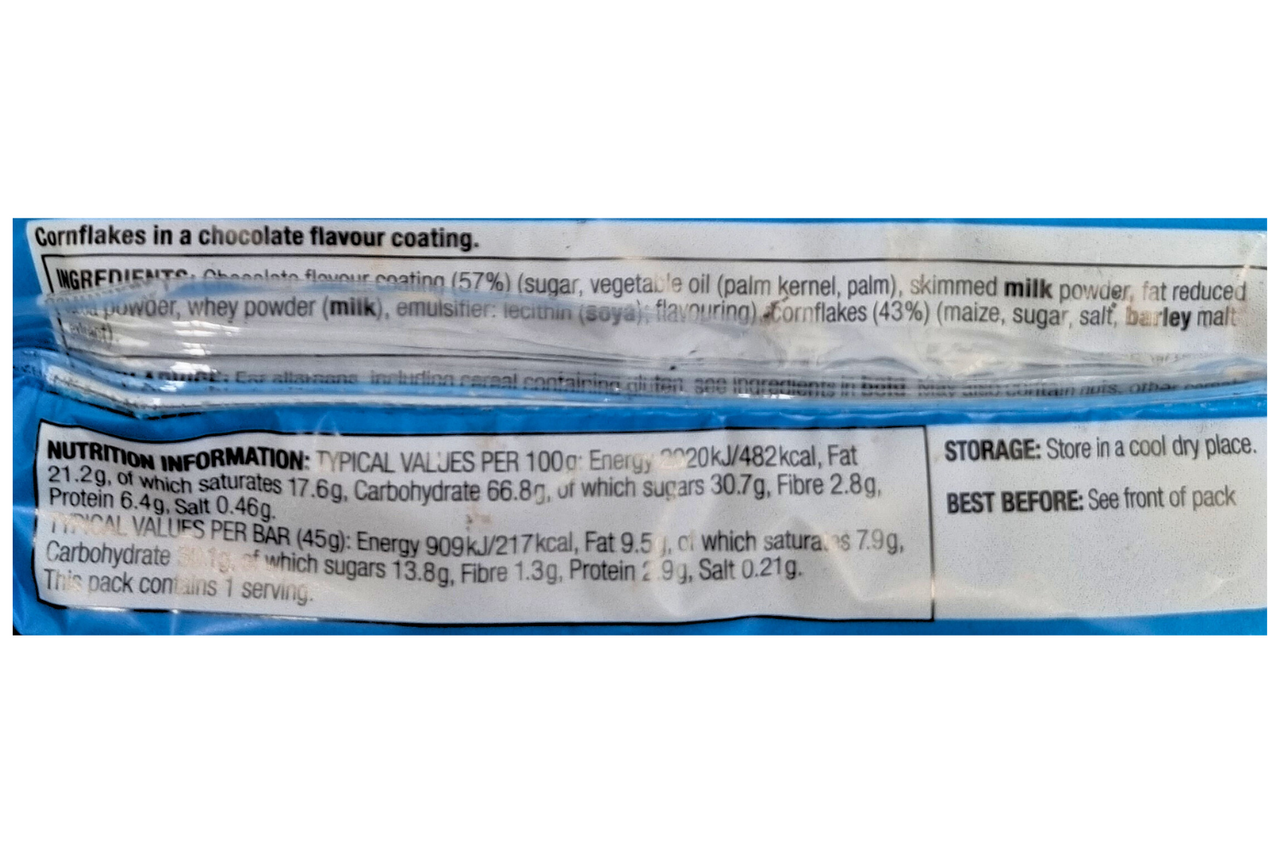 Cornflakes in a chocolate flavour coating.
INGREDIENTS: Chocolate flavour coating (57%) (sugar, vegetable oil (palm kernel, palm), skimmed milk powder, fat reduced
powder, whey powder (milk), emulsifier: lecithin (soya); flavouring), Cornflakes (43%) (maize, sugar, salt, barley malt
ADVICE: For allergens, including cereal containing gluten, see ingredients in bold. May also contain nuts, other
NUTRITION INFORMATION: TYPICAL VALUES PER 100g: Energy 2020kJ/482kcal, Fat
21.2g, of which saturates 17.6g, Carbohydrate 66.8g, of which sugars 30.7g, Fibre 2.8g,
Protein 6.4g, Salt 0.46g.
TYPICAL VALUES PER BAR (45g): Energy 909kJ/217kcal, Fat 9.5g, of which saturates 7.9g,
Carbohydrate of which sugars 13.8g, Fibre 1.3g, Protein 2.9g, Salt 0.21g.
This pack contains 1 serving.
STORAGE: Store in a cool dry place.
BEST BEFORE: See front of pack